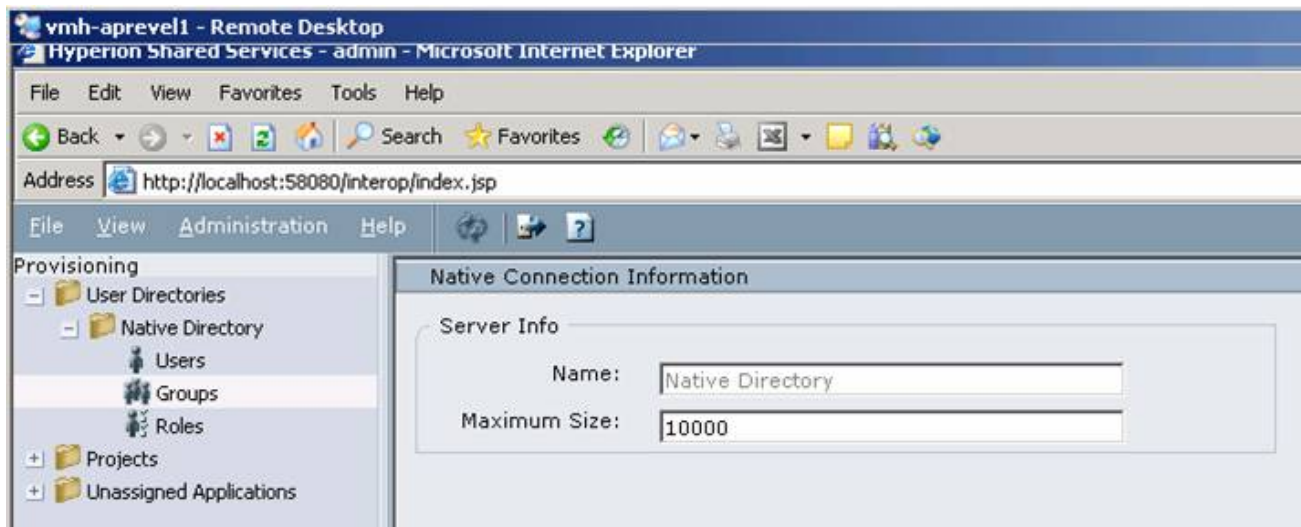 vmh-aprevel1 - Remote Desktop
Hyperion Shared Services - admin - Microsoft Internet Explorer
File Edit View Favorites Tools Help
Back Search Favorites
Address http://localhost:58080/interop/index.jsp
File View Administration Help
Provisioning
User Directories
Native Directory
Users
Groups
Roles
Projects
Unassigned Applications
Native Connection Information
Server Info
Name: Native Directory
Maximum Size: 10000